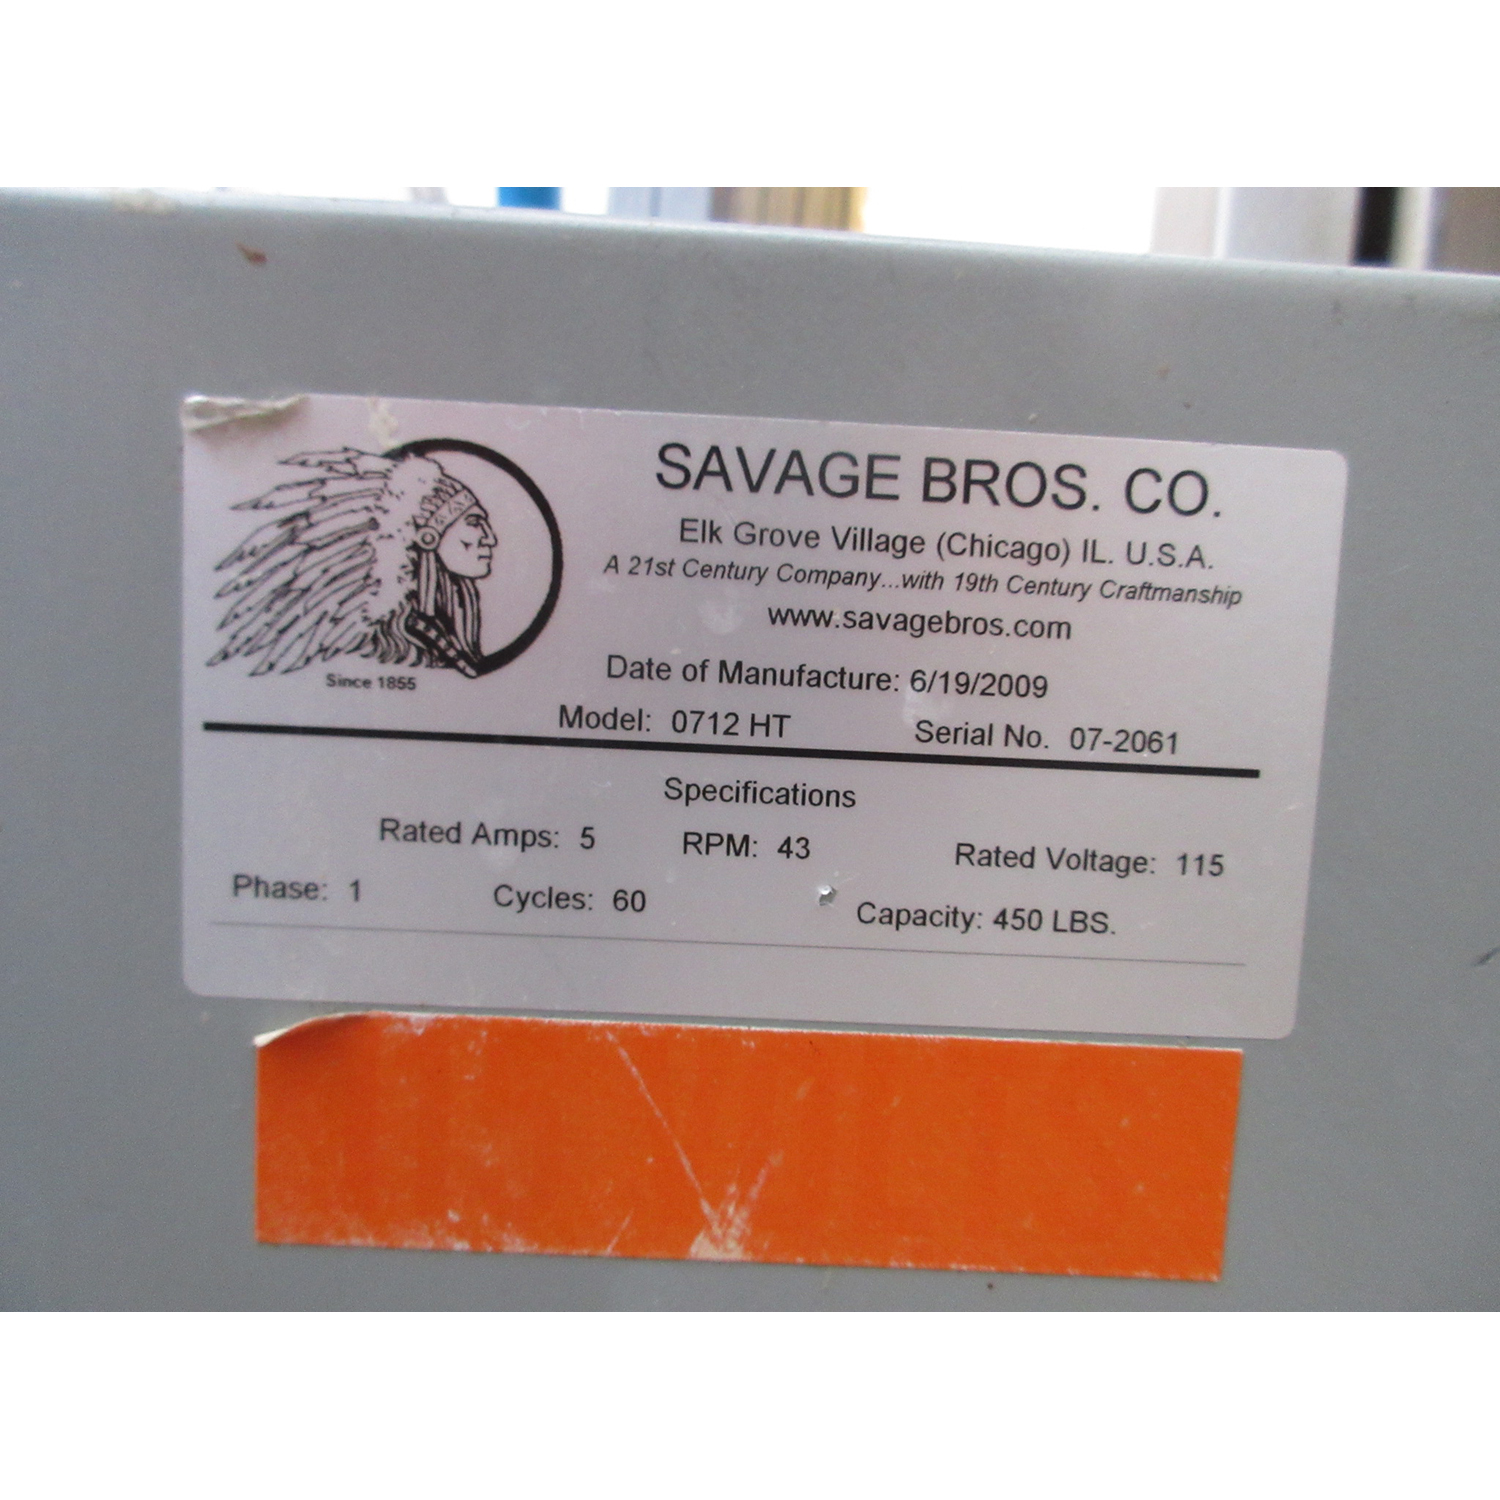 SAVAGE BROS. CO.
Elk Grove Village (Chicago) IL. U.S.A.
A 21st Century Company...with 19th Century Craftmanship
www.savagebros.com
Since 1855
Date of Manufacture: 6/19/2009
Model: 0712 HT Serial No. 07-2061
Specifications
Rated Amps: 5 RPM: 43 Rated Voltage: 115
Phase: 1 Cycles: 60 Capacity: 450 LBS.